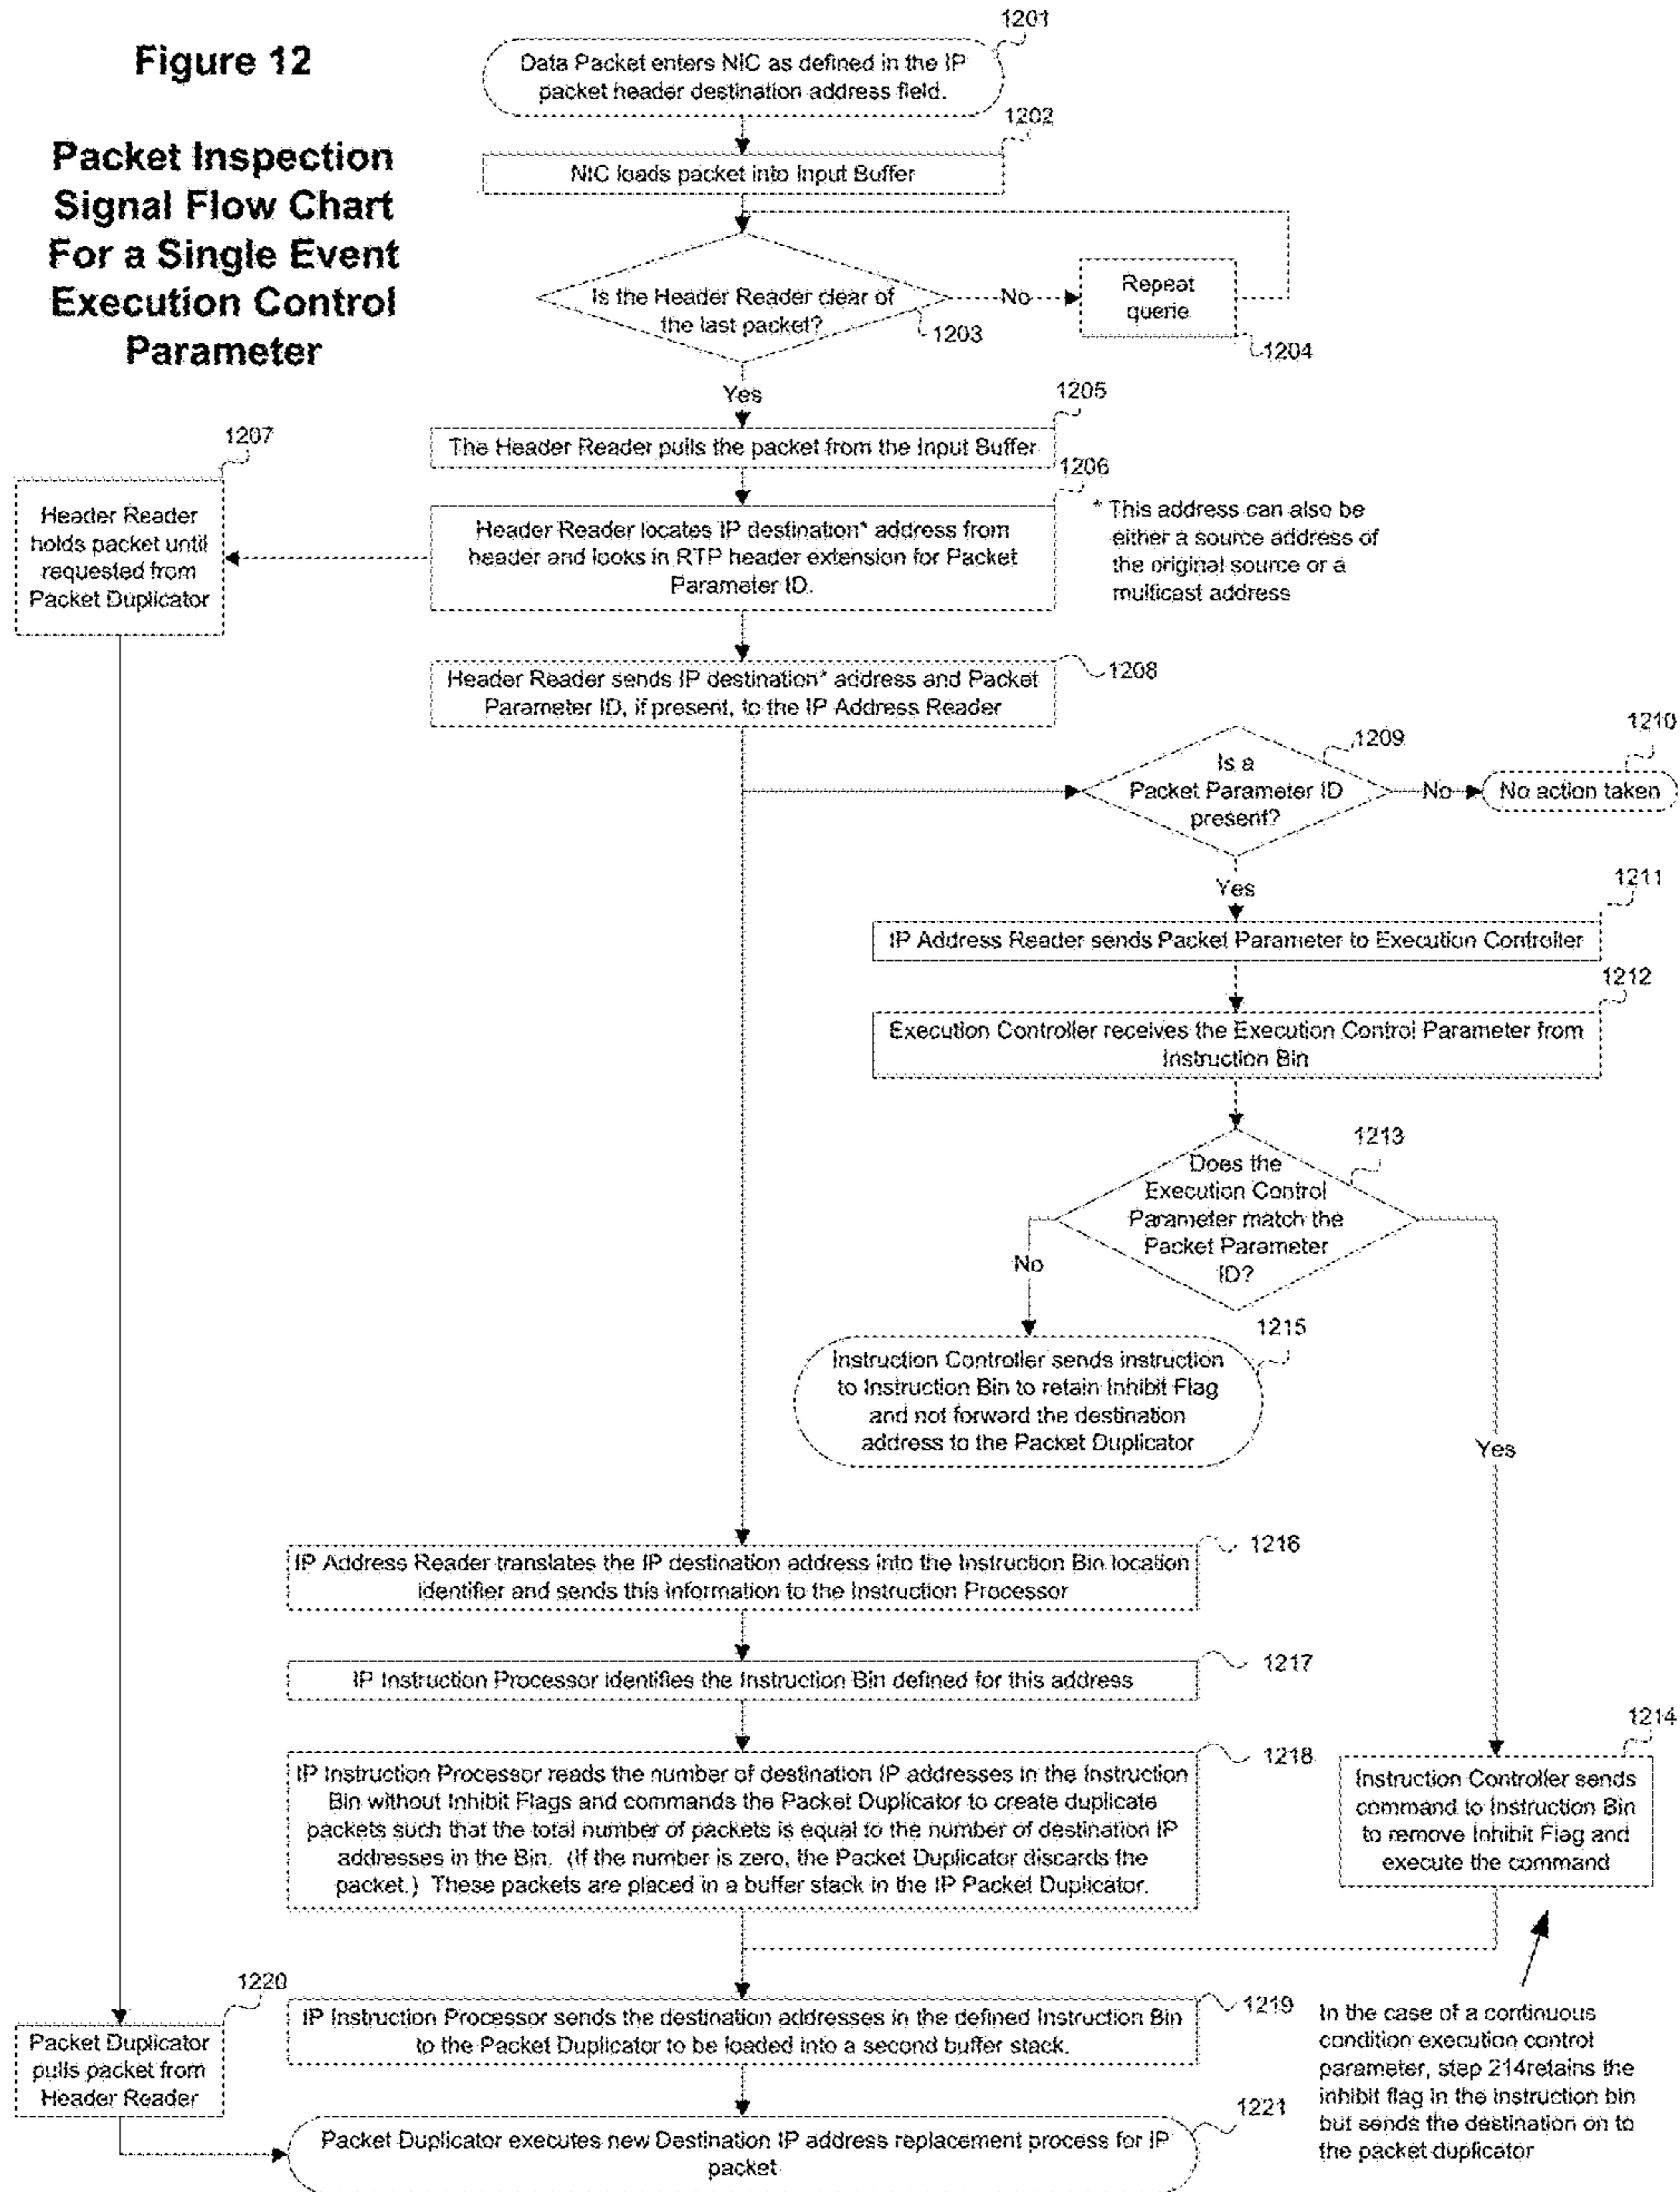 Figure 12
Packet Inspection
Signal Flow Chart
For a Single Event
Execution Control
Parameter
1201
Data Packet enters NIC as defined in the IP
packet header destination address field.
1202
NIC loads packet into Input Buffer
Is the Header Reader clear of
the last packet?
1203
No
Repeat
querie
1204
Yes
1205
The Header Reader pulls the packet from the Input Buffer.
1206
Header Reader locates IP destination* address from
header and looks in RTP header extension for Packet
Parameter ID.
* This address can also be
either a source address of
the original source or a
multicast address
1207
Header Reader
holds packet until
requested from
Packet Duplicator
1208
Header Reader sends IP destination* address and Packet
Parameter ID, if present, to the IP Address Reader
1209
Is a
Packet Parameter ID
present?
No
1210
No action taken
Yes
1211
IP Address Reader sends Packet Parameter to Execution Controller
1212
Execution Controller receives the Execution Control Parameter from
Instruction Bin
1213
Does the
Execution Control
Parameter match the
Packet Parameter
ID?
No
Yes
1215
Instruction Controller sends instruction
to Instruction Bin to retain Inhibit Flag
and not forward the destination
address to the Packet Duplicator
1216
IP Address Reader translates the IP destination address into the Instruction Bin location
identifier and sends this information to the Instruction Processor
1217
IP Instruction Processor identifies the Instruction Bin defined for this address
1218
IP Instruction Processor reads the number of destination IP addresses in the Instruction
Bin without Inhibit Flags and commands the Packet Duplicator to create duplicate
packets such that the total number of packets is equal to the number of destination IP
addresses in the Bin. (If the number is zero, the Packet Duplicator discards the
packet.) These packets are placed in a buffer stack in the IP Packet Duplicator.
1214
Instruction Controller sends
command to Instruction Bin
to remove Inhibit Flag and
execute the command
1219
IP Instruction Processor sends the destination addresses in the defined Instruction Bin
to the Packet Duplicator to be loaded into a second buffer stack.
In the case of a continuous
condition execution control
parameter, step 214retains the
inhibit flag in the instruction bin
but sends the destination on to
the packet duplicator
1220
Packet Duplicator
pulls packet from
Header Reader
1221
Packet Duplicator executes new Destination IP address replacement process for IP
packet